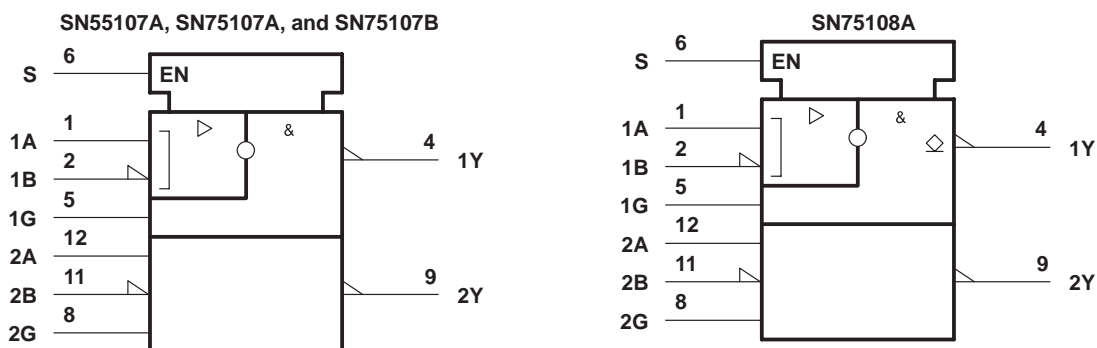 SN55107A, SN75107A, and SN75107B
S 6 EN
1A 1 &
1B 2
4 1Y
1G 5
2A 12
2B 11
9 2Y
2G 8
SN75108A
S 6 EN
1A 1 &
1B 2
4 1Y
1G 5
2A 12
2B 11
9 2Y
2G 8